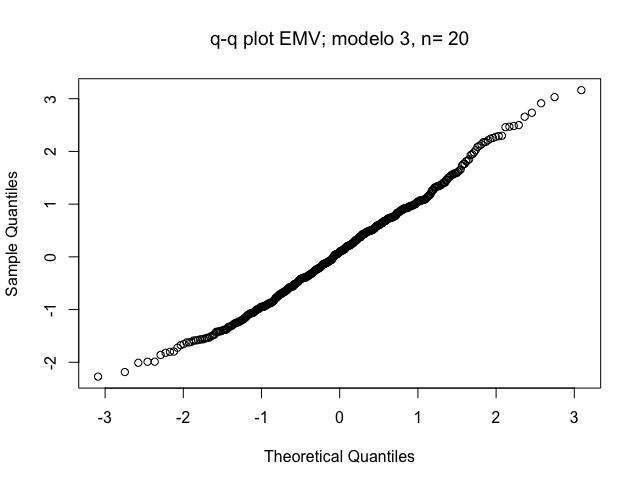 q-q plot EMV; modelo 3, n= 20
Sample Quantiles
3
2
1
0
-1
-2
-3 -2 -1 0 1 2 3
Theoretical Quantiles